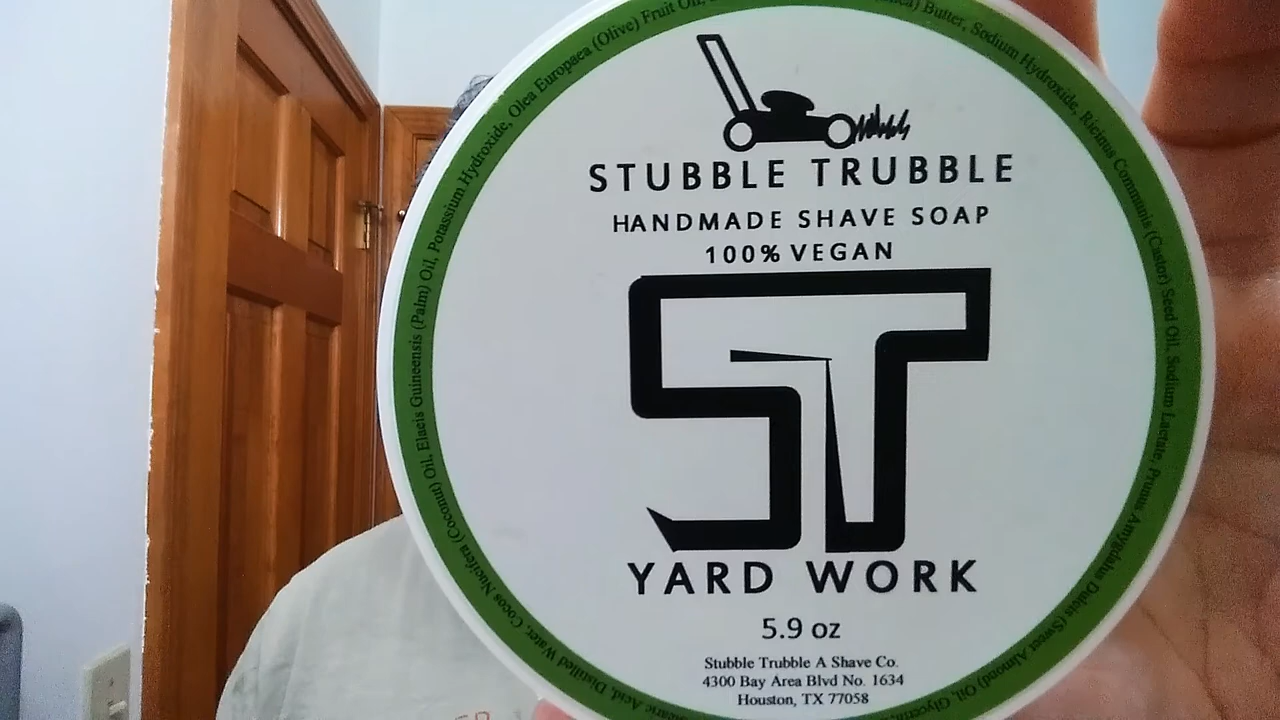 STUBBLE TRUBBLE
HANDMADE SHAVE SOAP
100% VEGAN
ST
YARD WORK
5.9 oz
Stubble Trubble A Shave Co.
4300 Bay Area Blvd No. 1634
Houston, TX 77058
Acid, Distilled Water, Cocos Nucifera (Coconut) Oil, Elaeis Guineensis (Palm) Oil, Potassium Hydroxide, Olea Europaea (Olive) Fruit Oil,
Butter, Sodium Hydroxide, Ricinus Communis (Castor) Seed Oil, Sodium Lactate, Prunus Amygdalus Dulcis (Sweet Almond) Oil,